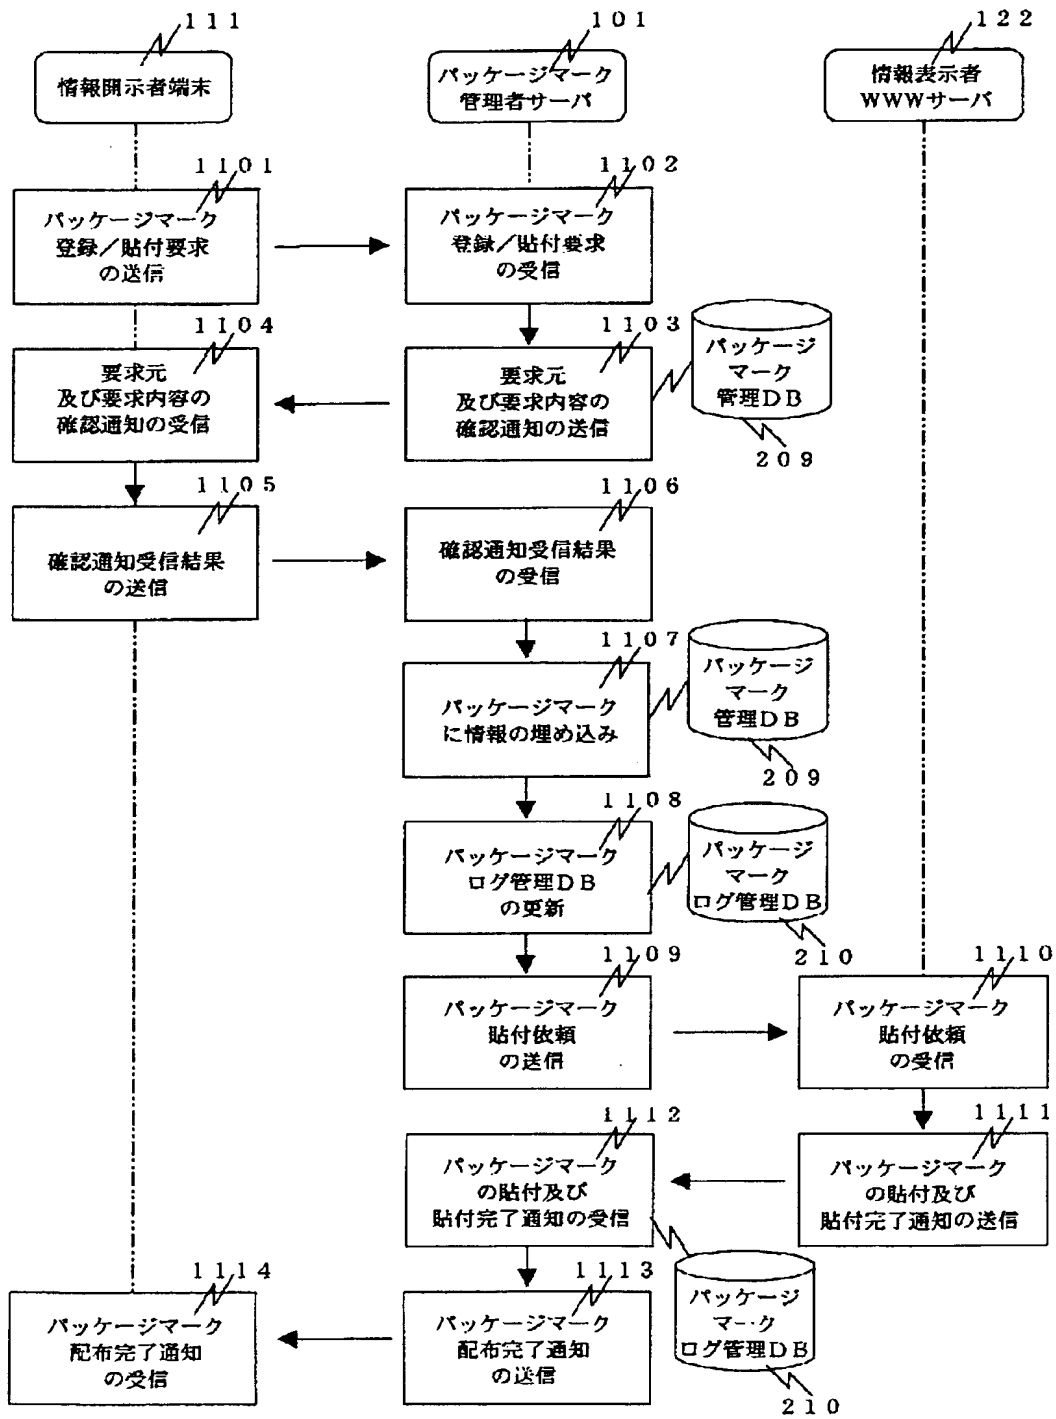 111
情報開示者端末
101
パッケージマーク
管理者サーバ
122
情報表示者
WWWサーバ
1101
パッケージマーク
登録／貼付要求
の送信
1102
パッケージマーク
登録／貼付要求
の受信
1104
要求元
及び要求内容の
確認通知の受信
1103
要求元
及び要求内容の
確認通知の送信
パッケージ
マーク
管理DB
209
1105
確認通知受信結果
の送信
1106
確認通知受信結果
の受信
1107
パッケージマーク
に情報の埋め込み
パッケージ
マーク
管理DB
209
1108
パッケージマーク
ログ管理DB
の更新
パッケージ
マーク
ログ管理DB
210
1109
パッケージマーク
貼付依頼
の送信
1110
パッケージマーク
貼付依頼
の受信
1112
パッケージマーク
の貼付及び
貼付完了通知の受信
1111
パッケージマーク
の貼付及び
貼付完了通知の送信
1114
パッケージマーク
配布完了通知
の受信
1113
パッケージマーク
配布完了通知
の送信
パッケージ
マーク
ログ管理DB
210